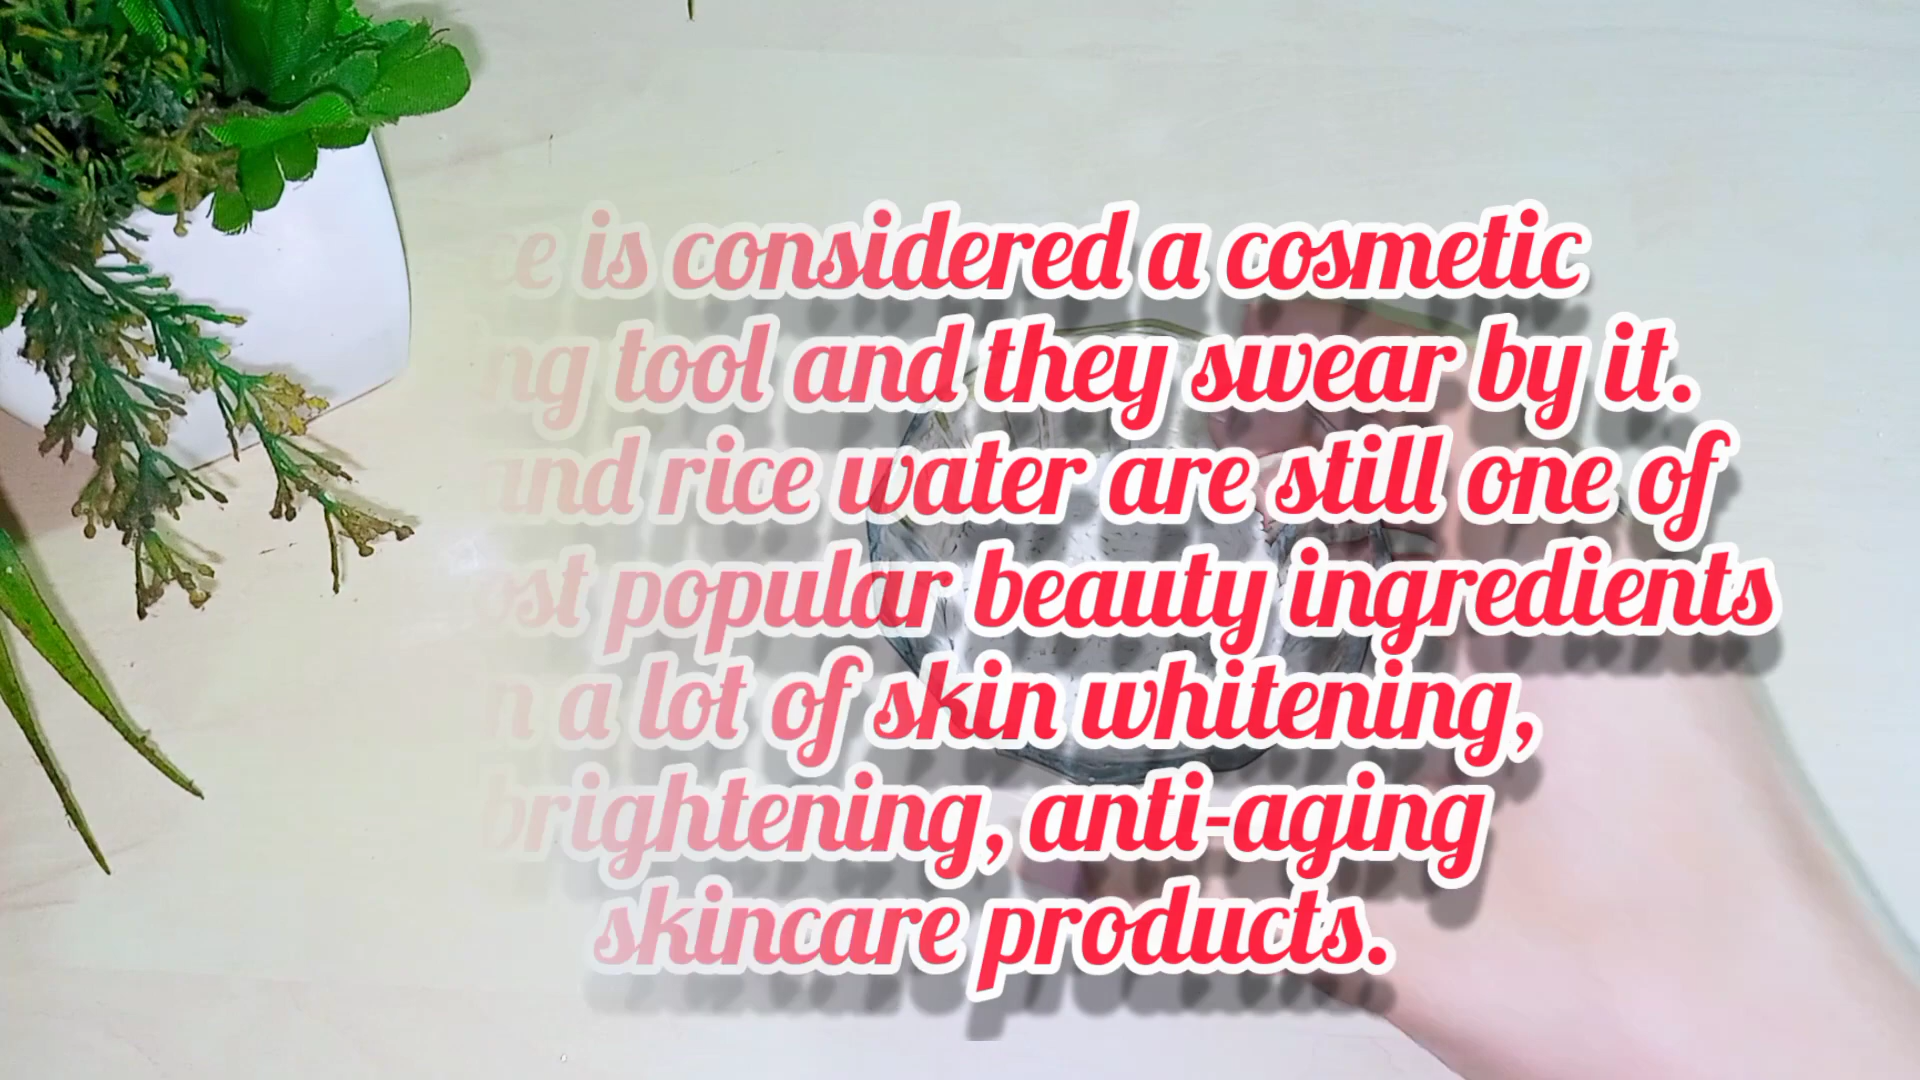 is considered a cosmetic
tool and they swear by it.
and rice water are still one of
popular beauty ingredients
a lot of skin whitening,
brightening, anti-aging
skincare products.